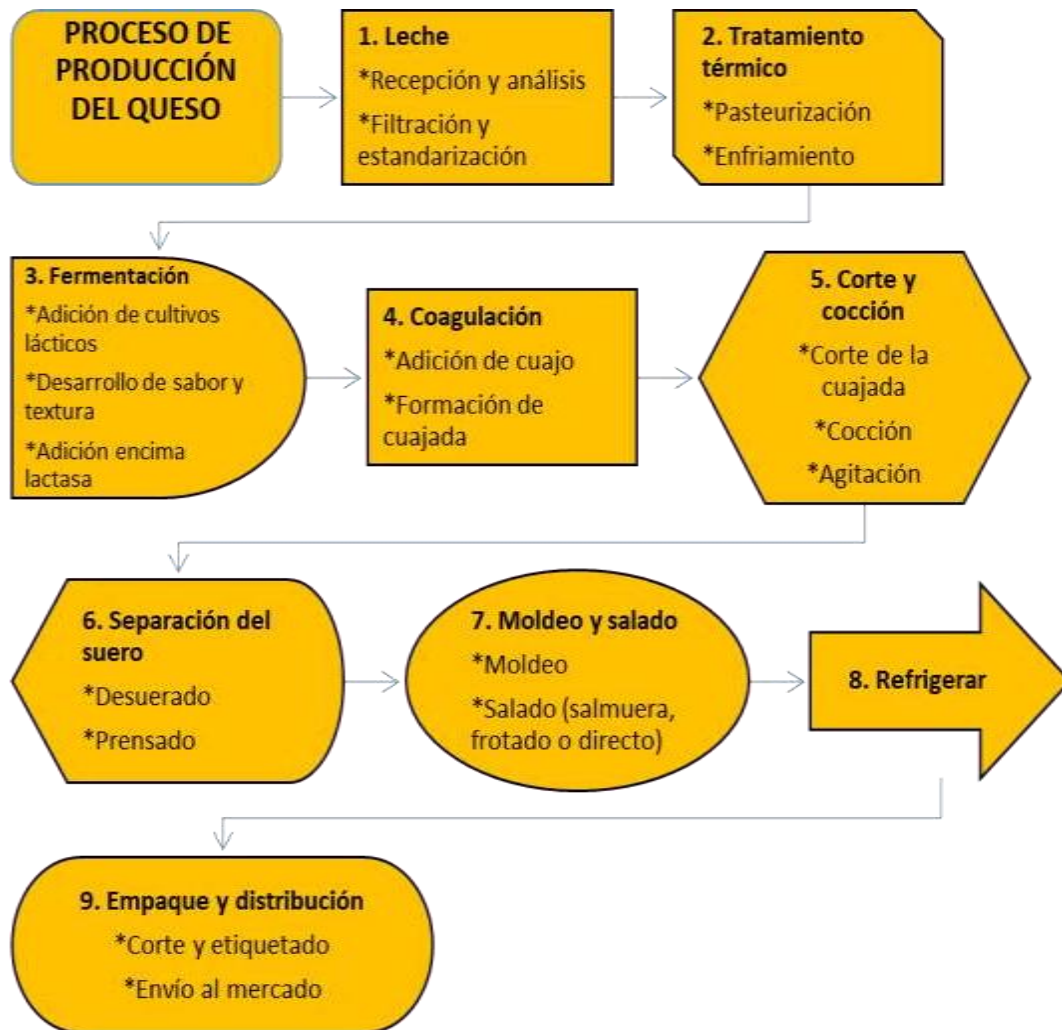 PROCESO DE
PRODUCCIÓN
DEL QUESO
1. Leche
*Recepción y análisis
*Filtración y
estandarización
2. Tratamiento
térmico
*Pasteurización
*Enfriamiento
3. Fermentación
*Adición de cultivos
lácticos
*Desarrollo de sabor y
textura
*Adición encima
lactasa
4. Coagulación
*Adición de cuajo
*Formación de
cuajada
5. Corte y
cocción
*Corte de la
cuajada
*Cocción
*Agitación
6. Separación del
suero
*Desuerado
*Prensado
7. Moldeo y salado
*Moldeo
*Salado (salmuera,
frotado o directo)
8. Refrigerar
9. Empaque y distribución
*Corte y etiquetado
*Envío al mercado